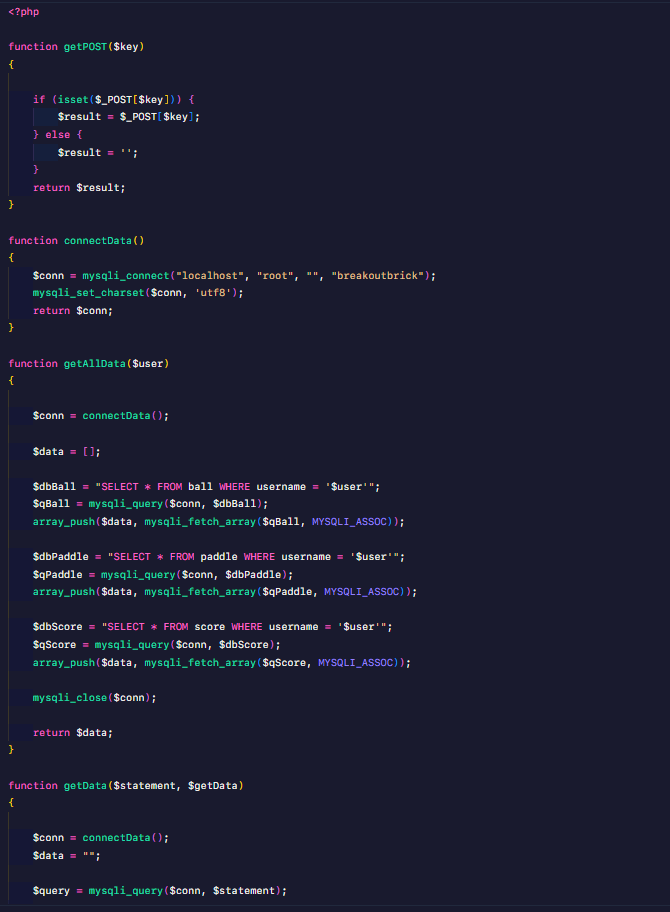 <?php
function getPOST($key)
{
if (isset($_POST[$key])) {
$result = $_POST[$key];
} else {
$result = '';
}
return $result;
}
function connectData()
{
$conn = mysqli_connect("localhost", "root", "", "breakoutbrick");
mysqli_set_charset($conn, 'utf8');
return $conn;
}
function getAllData($user)
{
$conn = connectData();
$data = [];
$dbBall = "SELECT * FROM ball WHERE username = '$user'";
$qBall = mysqli_query($conn, $dbBall);
array_push($data, mysqli_fetch_array($qBall, MYSQLI_ASSOC));
$dbPaddle = "SELECT * FROM paddle WHERE username = '$user'";
$qPaddle = mysqli_query($conn, $dbPaddle);
array_push($data, mysqli_fetch_array($qPaddle, MYSQLI_ASSOC));
$dbScore = "SELECT * FROM score WHERE username = '$user'";
$qScore = mysqli_query($conn, $dbScore);
array_push($data, mysqli_fetch_array($qScore, MYSQLI_ASSOC));
mysqli_close($conn);
return $data;
}
function getData($statement, $getData)
{
$conn = connectData();
$data = "";
$query = mysqli_query($conn, $statement);